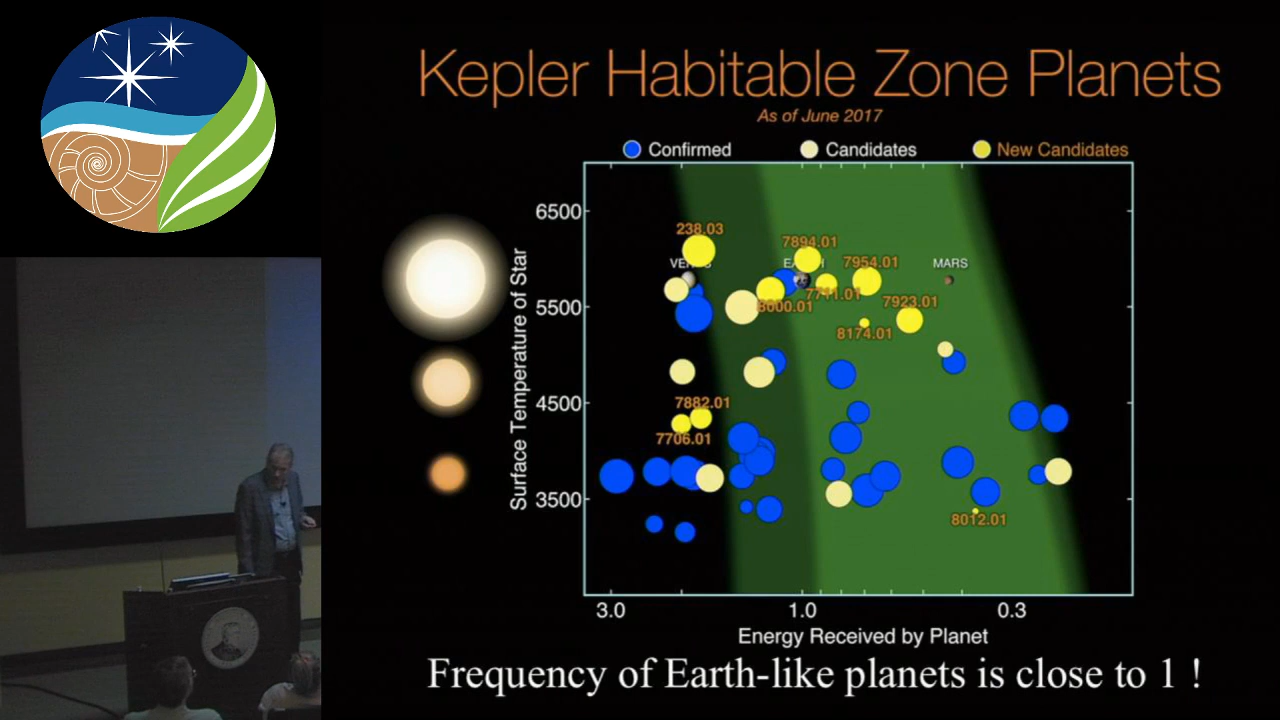 Kepler Habitable Zone Planets
As of June 2017
Confirmed Candidates New Candidates
6500
5500
4500
3500
Surface Temperature of Star
238.03
7894.01
VENUS EARTH 7954.01 MARS
8000.01 7711.01 7923.01
8174.01
7882.01
7706.01
8012.01
3.0 1.0 0.3
Energy Received by Planet
Frequency of Earth-like planets is close to 1 !